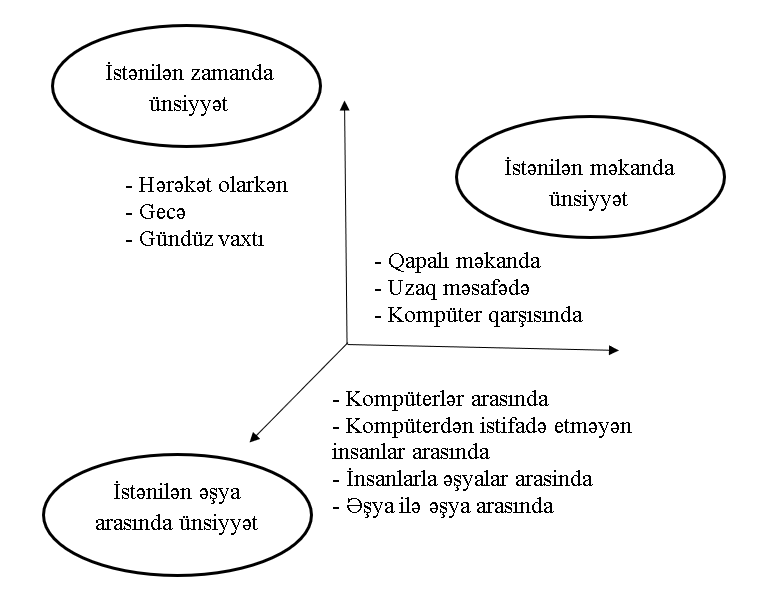 İstənilən zamanda
ünsiyyət
- Hərəkət olarkən
- Gecə
- Gündüz vaxtı
İstənilən məkanda
ünsiyyət
- Qapalı məkanda
- Uzaq məsafədə
- Kompüter qarşısında
- Kompüterlər arasında
- Kompüterdən istifadə etməyən
insanlar arasında
- İnsanlarla əşyalar arasinda
- Əşya ilə əşya arasında
İstənilən əşya
arasında ünsiyyət